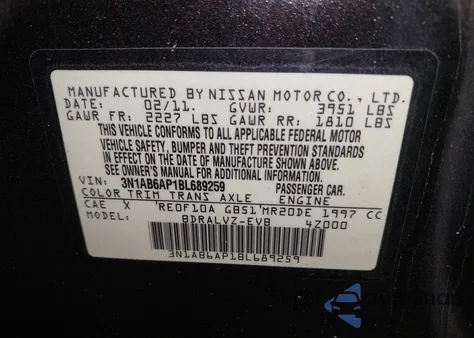 MANUFACTURED BY NISSAN MOTOR CO., LTD.
DATE: 02/11. GVWR: 3951 LBS
GAWR FR: 2227 LBS GAWR RR: 1810 LBS
THIS VEHICLE CONFORMS TO ALL APPLICABLE FEDERAL MOTOR
VEHICLE SAFETY, BUMPER AND THEFT PREVENTION STANDARDS
IN EFFECT ON THE DATE OF MANUFACTURE SHOWN ABOVE.
SEE OWNER'S MANUAL FOR ADDITIONAL INFORMATION.
VIN: 3N1AB6AP1BL689259 PASSENGER CAR.
COLOR TRIM TRANS AXLE ENGINE
CAE X RE0F10A GB51 MR20DE 1997 CC
MODEL: BDRALVZ-EVB 4Z000
3N1AB6AP1BL689259